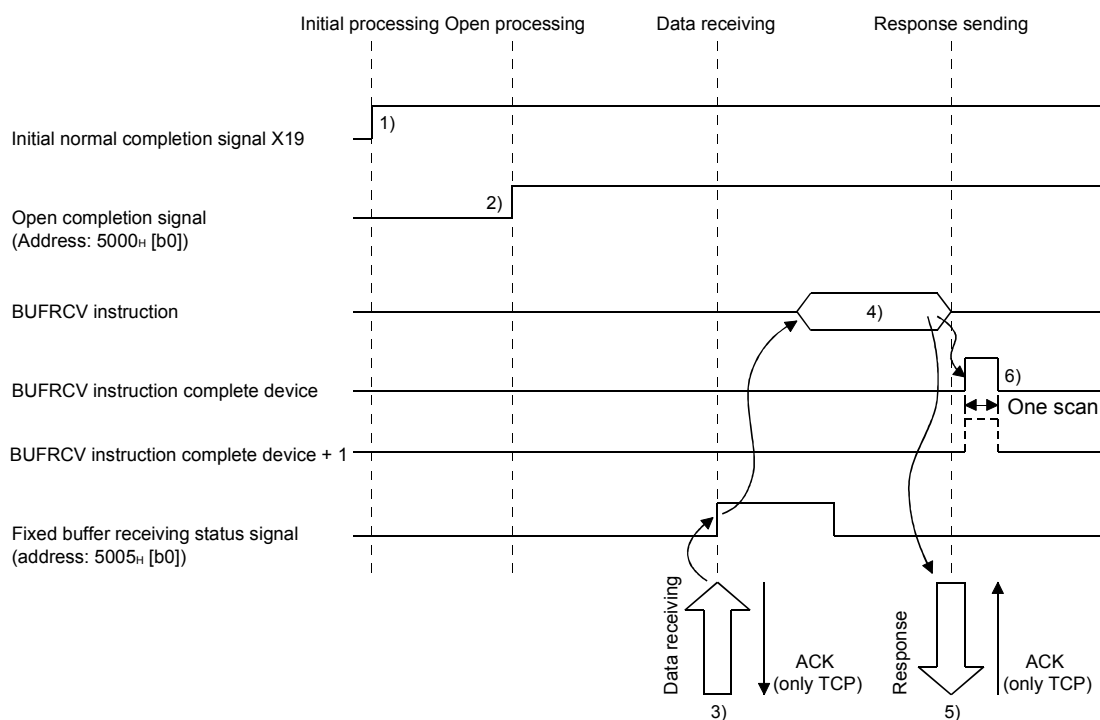 Initial processing Open processing Data receiving Response sending
1)
Initial normal completion signal X19
2)
Open completion signal
(Address: 5000H [b0])
BUFRCV instruction
4)
BUFRCV instruction complete device
6)
One scan
BUFRCV instruction complete device + 1
Fixed buffer receiving status signal
(address: 5005H [b0])
Data receiving
ACK
(only TCP)
3)
Response
ACK
(only TCP)
5)